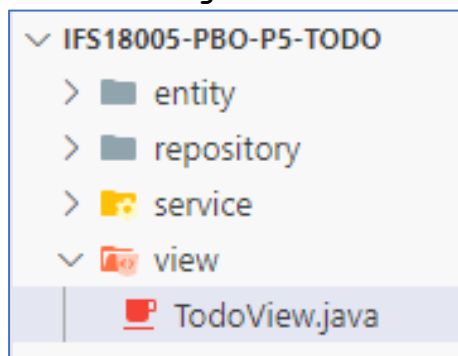 IFS18005-PBO-P5-TODO
entity
repository
service
view
TodoView.java